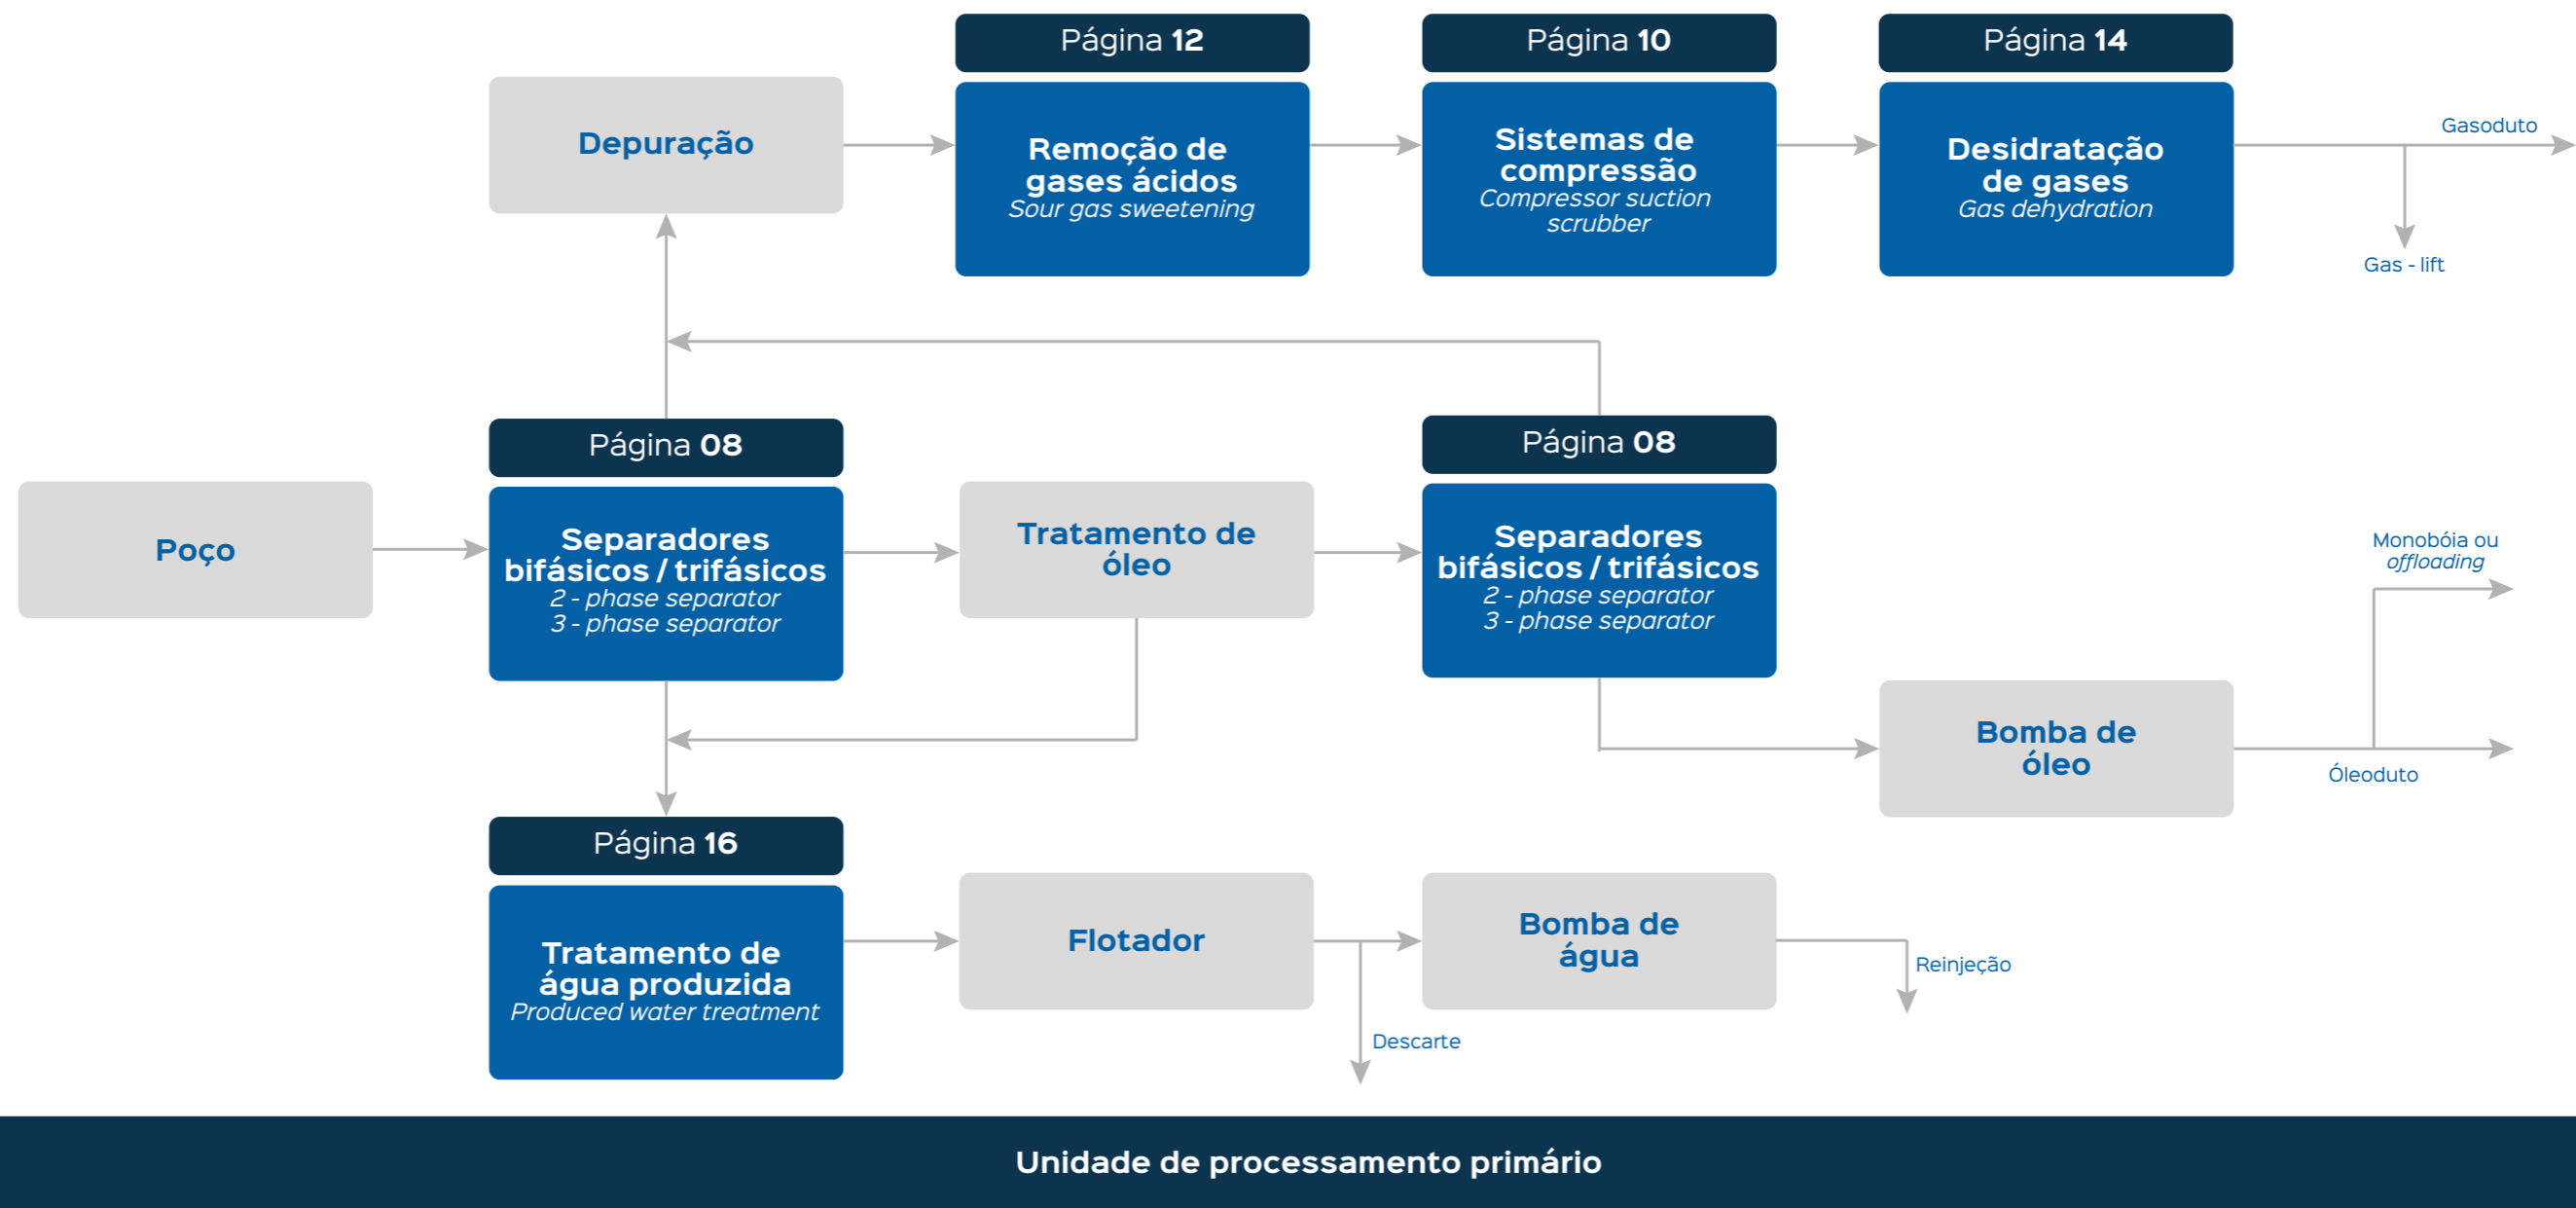 Página 12
Página 10
Página 14
Depuração
Remoção de
gases ácidos
Sour gas sweetening
Sistemas de
compressão
Compressor suction
scrubber
Desidratação
de gases
Gas dehydration
Gasoduto
Gas - lift
Página 08
Página 08
Poço
Separadores
bifásicos / trifásicos
2 - phase separator
3 - phase separator
Tratamento de
óleo
Separadores
bifásicos / trifásicos
2 - phase separator
3 - phase separator
Monobóia ou
offloading
Bomba de
óleo
Óleoduto
Página 16
Tratamento de
água produzida
Produced water treatment
Flotador
Bomba de
água
Reinjeção
Descarte
Unidade de processamento primário